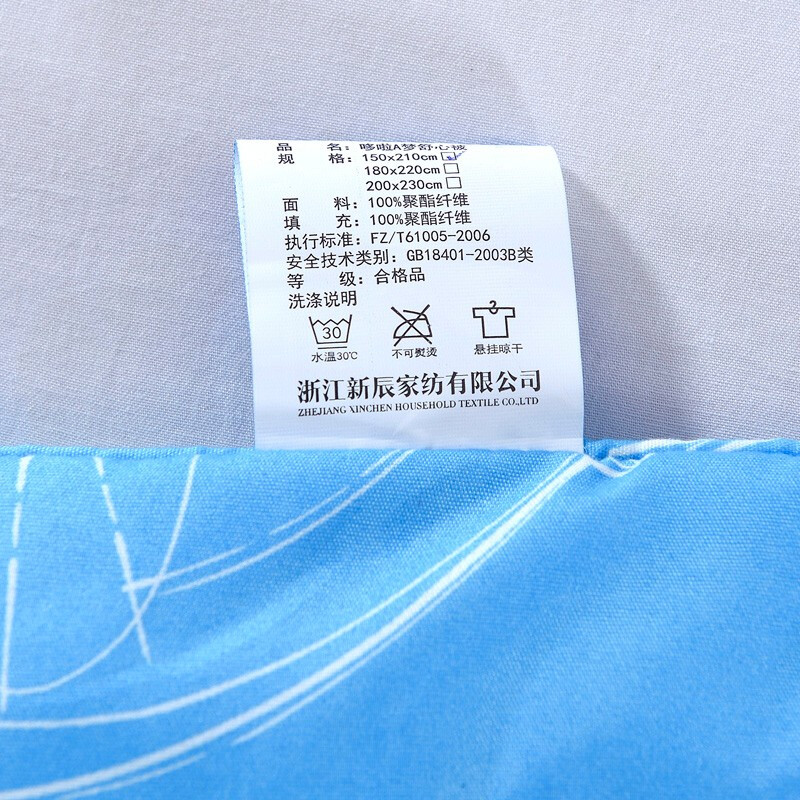 品 名：哆啦A梦舒心被
规 格：150x210cm☑
180x220cm□
200x230cm□
面 料：100%聚酯纤维
填 充：100%聚酯纤维
执行标准：FZ/T61005-2006
安全技术类别：GB18401-2003B类
等 级：合格品
洗涤说明
30
水温30℃ 不可熨烫 悬挂晾干
浙江新辰家纺有限公司
ZHEJIANG XINCHEN HOUSEHOLD TEXTILE CO.,LTD